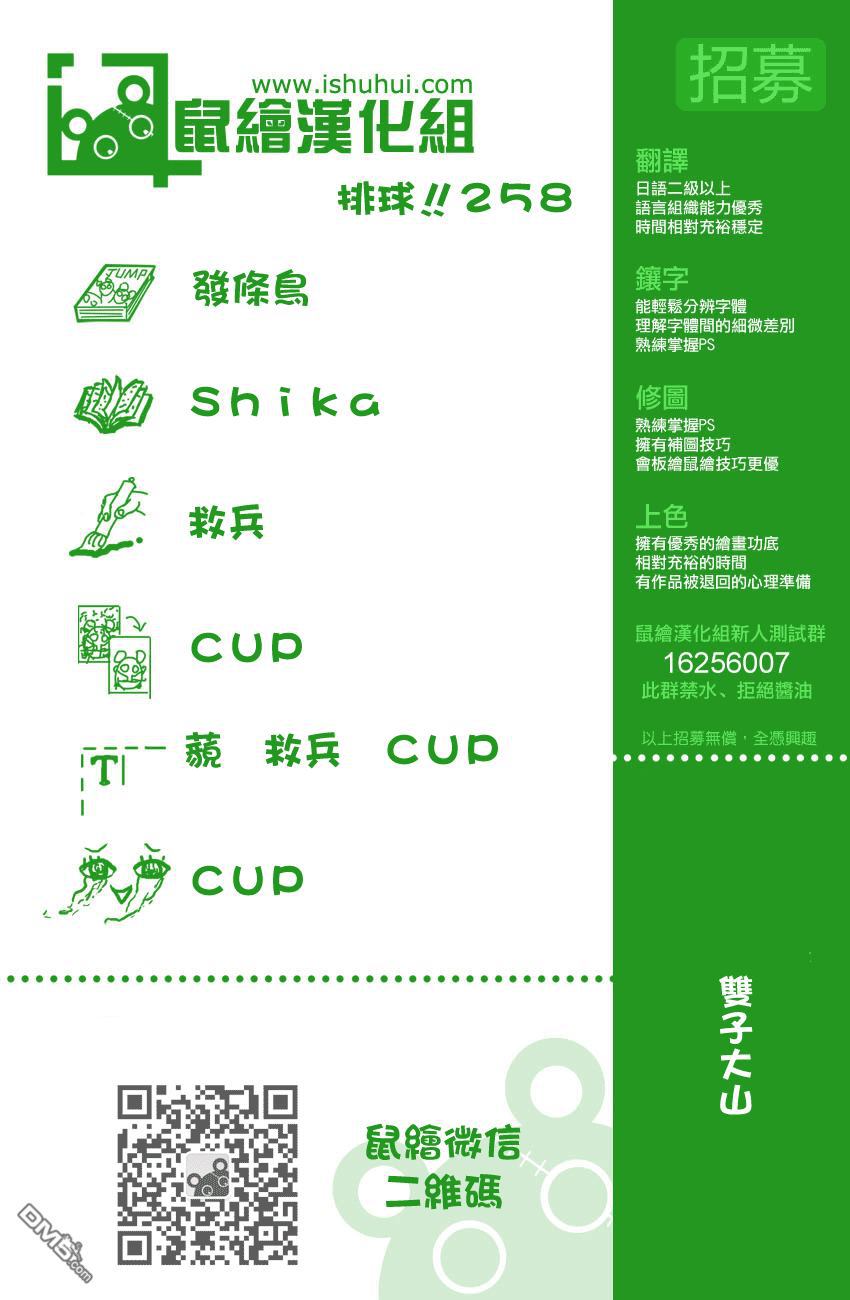 www.ishuhui.com
鼠繪漢化組
排球!!258
JUMP
發條鳥
Shika
救兵
cup
T
藐 救兵 cup
cup
鼠繪微信
二維碼
DM5.com
招募
翻譯
日語二級以上
語言組織能力優秀
時間相對充裕穩定
鑲字
能輕鬆分辨字體
理解字體間的細微差別
熟練掌握PS
修圖
熟練掌握PS
擁有補圖技巧
會板繪鼠繪技巧更優
上色
擁有優秀的繪畫功底
相對充裕的時間
有作品被退回的心理準備
鼠繪漢化組新人測試群
16256007
此群禁水、拒絕醬油
以上招募無償，全憑興趣
雙子大山